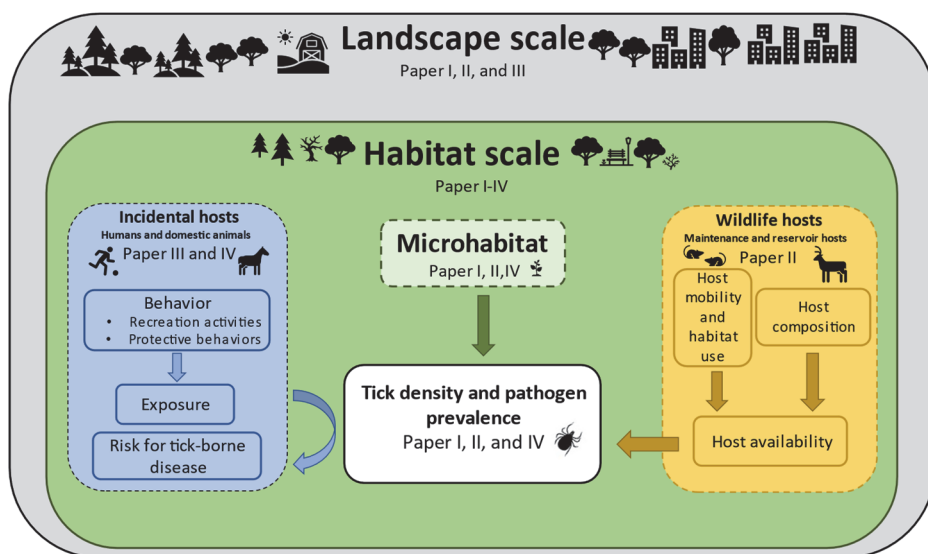 Landscape scale
Paper I, II, and III
Habitat scale
Paper I-IV
Incidental hosts
Humans and domestic animals
Paper III and IV
Behavior
• Recreation activities
• Protective behaviors
Exposure
Risk for tick-borne
disease
Microhabitat
Paper I, II,IV
Tick density and pathogen
prevalence
Paper I, II, and IV
Wildlife hosts
Maintenance and reservoir hosts
Paper II
Host
mobility
and
habitat
use
Host
composition
Host availability